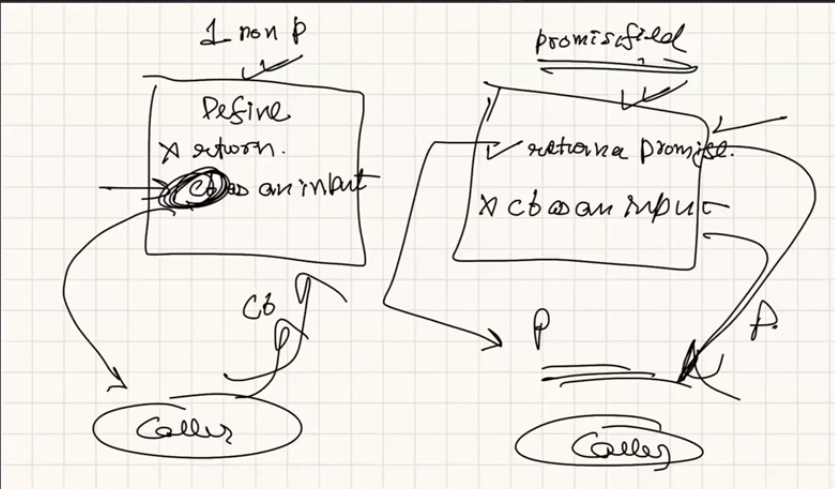 1 non p
Define
x return.
cb as an input
cb
Caller
promisified
✓ return a promise.
x cb as an input
P
P.
Caller